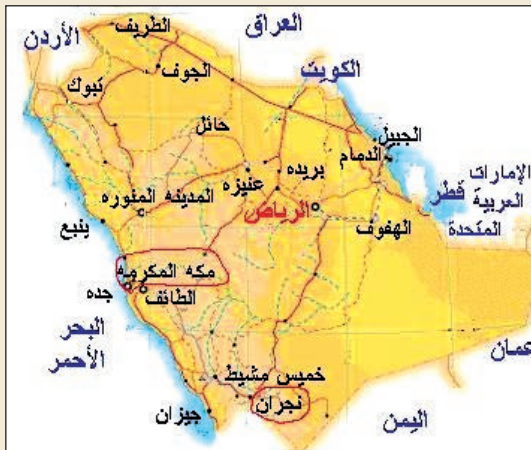 العراق
الأردن
الطريف
الجوف
الكويت
تبوك
حائل
الجبيل
الدمام
بريده
عنيزه
الإمارات
العربية
المتحدة
قطر
المدينه المنوره
الرياض
الهفوف
ينبع
مكه المكرمه
الطائف
جده
البحر
الأحمر
عمان
خميس مشيط
نجران
جيزان
اليمن